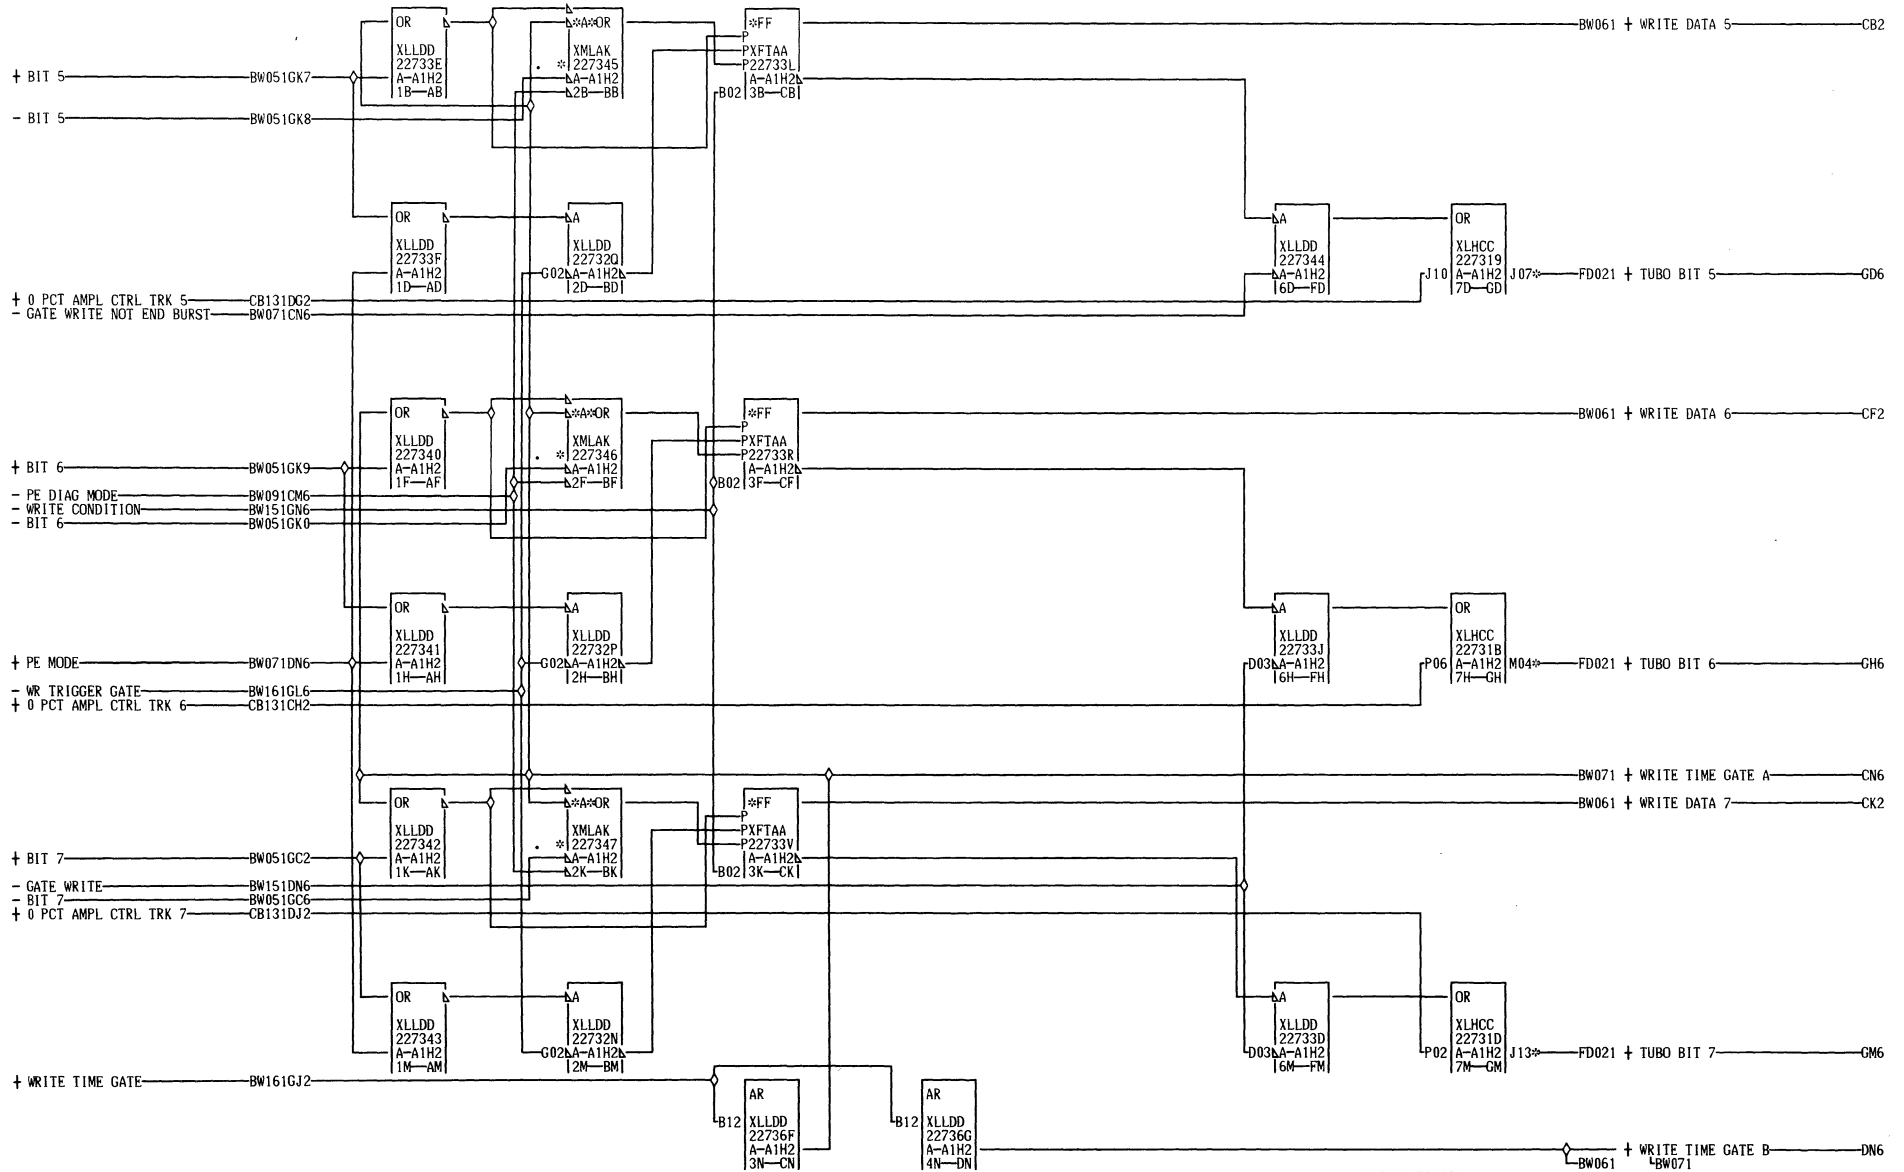 OR *A*OR *FF BW061 + WRITE DATA 5 CB2
P
XLLDD XMLAK PXFTAA
22733E * 227345 P22733L
+ BIT 5 BW051GK7 A-A1H2 A-A1H2 A-A1H2
1B—AB 2B—BB B02 3B—CB
- BIT 5 BW051GK8
OR A A OR
XLLDD XLLDD XLLDD XLHCC
22733F 22732Q 227344 227319
A-A1H2 G02 A-A1H2 A-A1H2 J10 A-A1H2 J07* FD021 + TUBO BIT 5 GD6
1D—AD 2D—BD 6D—FD 7D—GD
+ 0 PCT AMPL CTRL TRK 5 CB131DG2
- GATE WRITE NOT END BURST BW071CN6
OR *A*OR *FF BW061 + WRITE DATA 6 CF2
P
XLLDD XMLAK PXFTAA
227340 * 227346 P22733R
+ BIT 6 BW051GK9 A-A1H2 A-A1H2 A-A1H2
1F—AF 2F—BF B02 3F—CF
- PE DIAG MODE BW091CM6
- WRITE CONDITION BW151GN6
- BIT 6 BW051GK0
OR A A OR
XLLDD XLLDD XLLDD XLHCC
227341 22732P 22733J 22731B
+ PE MODE BW071DN6 A-A1H2 G02 A-A1H2 D03 A-A1H2 P06 A-A1H2 M04* FD021 + TUBO BIT 6 GH6
1H—AH 2H—BH 6H—FH 7H—GH
- WR TRIGGER GATE BW161GL6
+ 0 PCT AMPL CTRL TRK 6 CB131CH2
BW071 + WRITE TIME GATE A CN6
OR *A*OR *FF BW061 + WRITE DATA 7 CK2
P
XLLDD XMLAK PXFTAA
227342 * 227347 P22733V
+ BIT 7 BW051GC2 A-A1H2 A-A1H2 A-A1H2
1K—AK 2K—BK B02 3K—CK
- GATE WRITE BW151DN6
- BIT 7 BW051GC6
+ 0 PCT AMPL CTRL TRK 7 CB131DJ2
OR A A OR
XLLDD XLLDD XLLDD XLHCC
227343 22732N 22733D 22731D
A-A1H2 G02 A-A1H2 D03 A-A1H2 P02 A-A1H2 J13* FD021 + TUBO BIT 7 GM6
1M—AM 2M—BM 6M—FM 7M—GM
+ WRITE TIME GATE BW161GJ2
AR AR
B12 XLLDD B12 XLLDD
22736F 22736G
A-A1H2 A-A1H2 + WRITE TIME GATE B DN6
3N—CN 4N—DN BW061 BW071